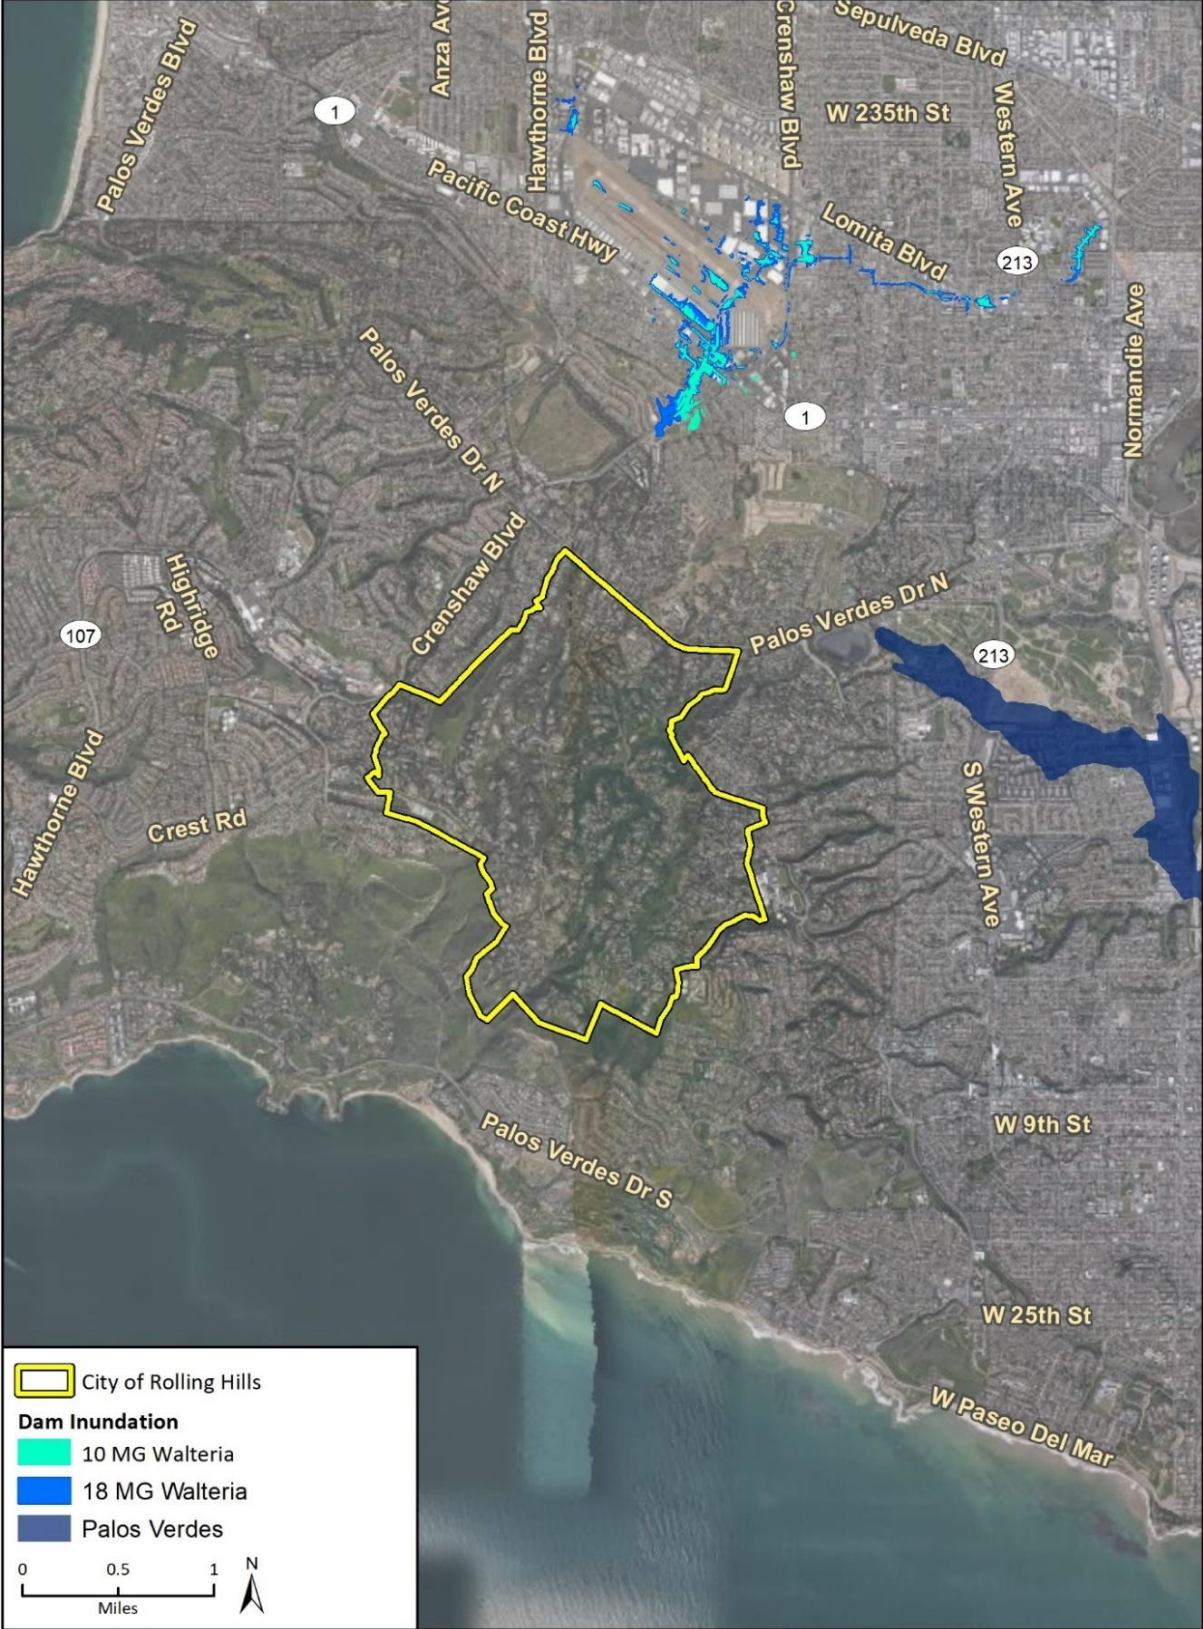 Palos Verdes Blvd
Anza Av
Hawthorne Blvd
Crenshaw Blvd
Sepulveda Blvd
1
W 235th St
Western Ave
Pacific Coast Hwy
Lomita Blvd
213
Normandie Ave
Palos Verdes Dr N
1
Crenshaw Blvd
Highridge
Rd
107
Palos Verdes Dr N
213
Hawthorne Blvd
Crest Rd
S Western Ave
W 9th St
Palos Verdes Dr S
W 25th St
W Paseo Del Mar
City of Rolling Hills
Dam Inundation
10 MG Walteria
18 MG Walteria
Palos Verdes
0 0.5 1
Miles
N